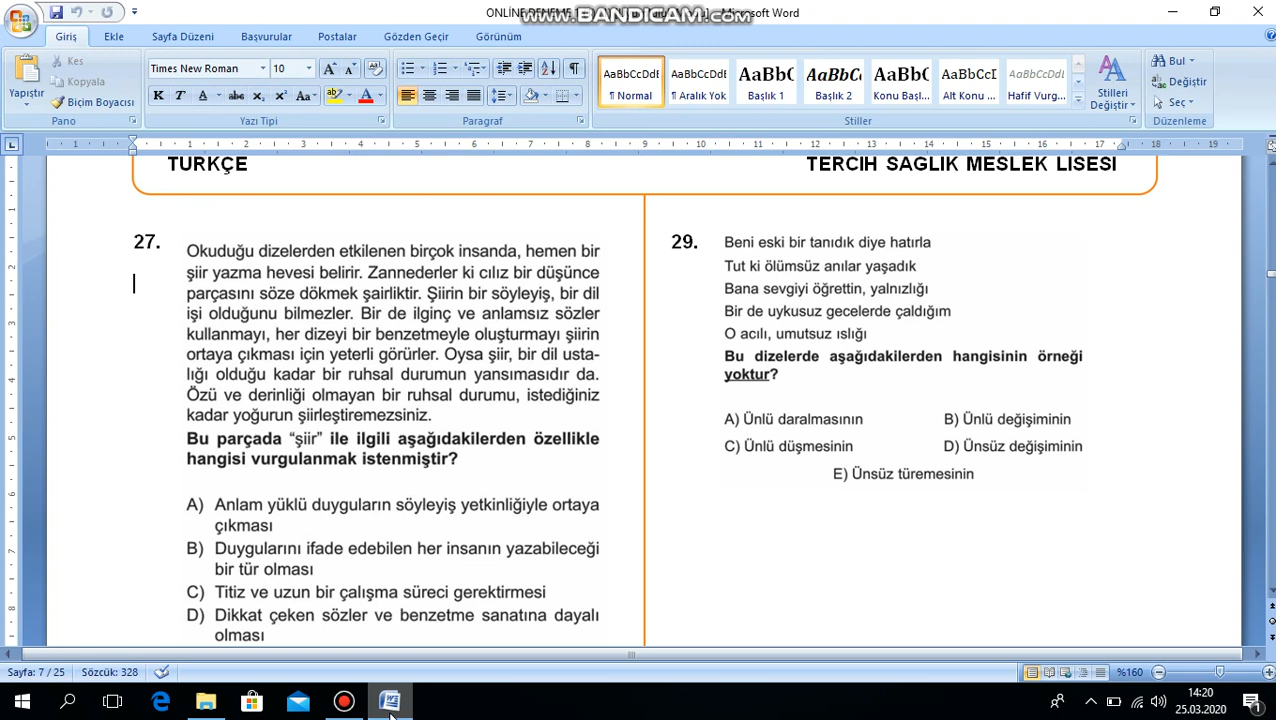 ONLİNE DENEME
www.BANDICAM.com
Microsoft Word
Giriş Ekle Sayfa Düzeni Başvurular Postalar Gözden Geçir Görünüm
Yapıştır
Kes
Kopyala
Biçim Boyacısı
Pano
Times New Roman 10
Yazı Tipi
Paragraf
AaBbCcDdI AaBbCcDdI AaBbC AaBbCc AaBbC AaBbCcI AaBbCcDdI
¶ Normal ¶ Aralık Yok Başlık 1 Başlık 2 Konu Başl... Alt Konu ... Hafif Vurg...
Stilleri
Değiştir
Stiller
Bul
Değiştir
Seç
Düzenleme
TÜRKÇE
TERCİH SAĞLIK MESLEK LİSESİ
27.
Okuduğu dizelerden etkilenen birçok insanda, hemen bir
şiir yazma hevesi belirir. Zannederler ki cılız bir düşünce
parçasını söze dökmek şairliktir. Şiirin bir söyleyiş, bir dil
işi olduğunu bilmezler. Bir de ilginç ve anlamsız sözler
kullanmayı, her dizeyi bir benzetmeyle oluşturmayı şiirin
ortaya çıkması için yeterli görürler. Oysa şiir, bir dil usta-
lığı olduğu kadar bir ruhsal durumun yansımasıdır da.
Özü ve derinliği olmayan bir ruhsal durumu, istediğiniz
kadar yoğurun şiirleştiremezsiniz.
Bu parçada “şiir” ile ilgili aşağıdakilerden özellikle
hangisi vurgulanmak istenmiştir?
A) Anlam yüklü duyguların söyleyiş yetkinliğiyle ortaya
çıkması
B) Duygularını ifade edebilen her insanın yazabileceği
bir tür olması
C) Titiz ve uzun bir çalışma süreci gerektirmesi
D) Dikkat çeken sözler ve benzetme sanatına dayalı
olması
29.
Beni eski bir tanıdık diye hatırla
Tut ki ölümsüz anılar yaşadık
Bana sevgiyi öğrettin, yalnızlığı
Bir de uykusuz gecelerde çaldığım
O acılı, umutsuz ıslığı
Bu dizelerde aşağıdakilerden hangisinin örneği
yoktur?
A) Ünlü daralmasının B) Ünlü değişiminin
C) Ünlü düşmesinin D) Ünsüz değişiminin
E) Ünsüz türemesinin
Sayfa: 7 / 25 Sözcük: 328 %160
14:20
25.03.2020